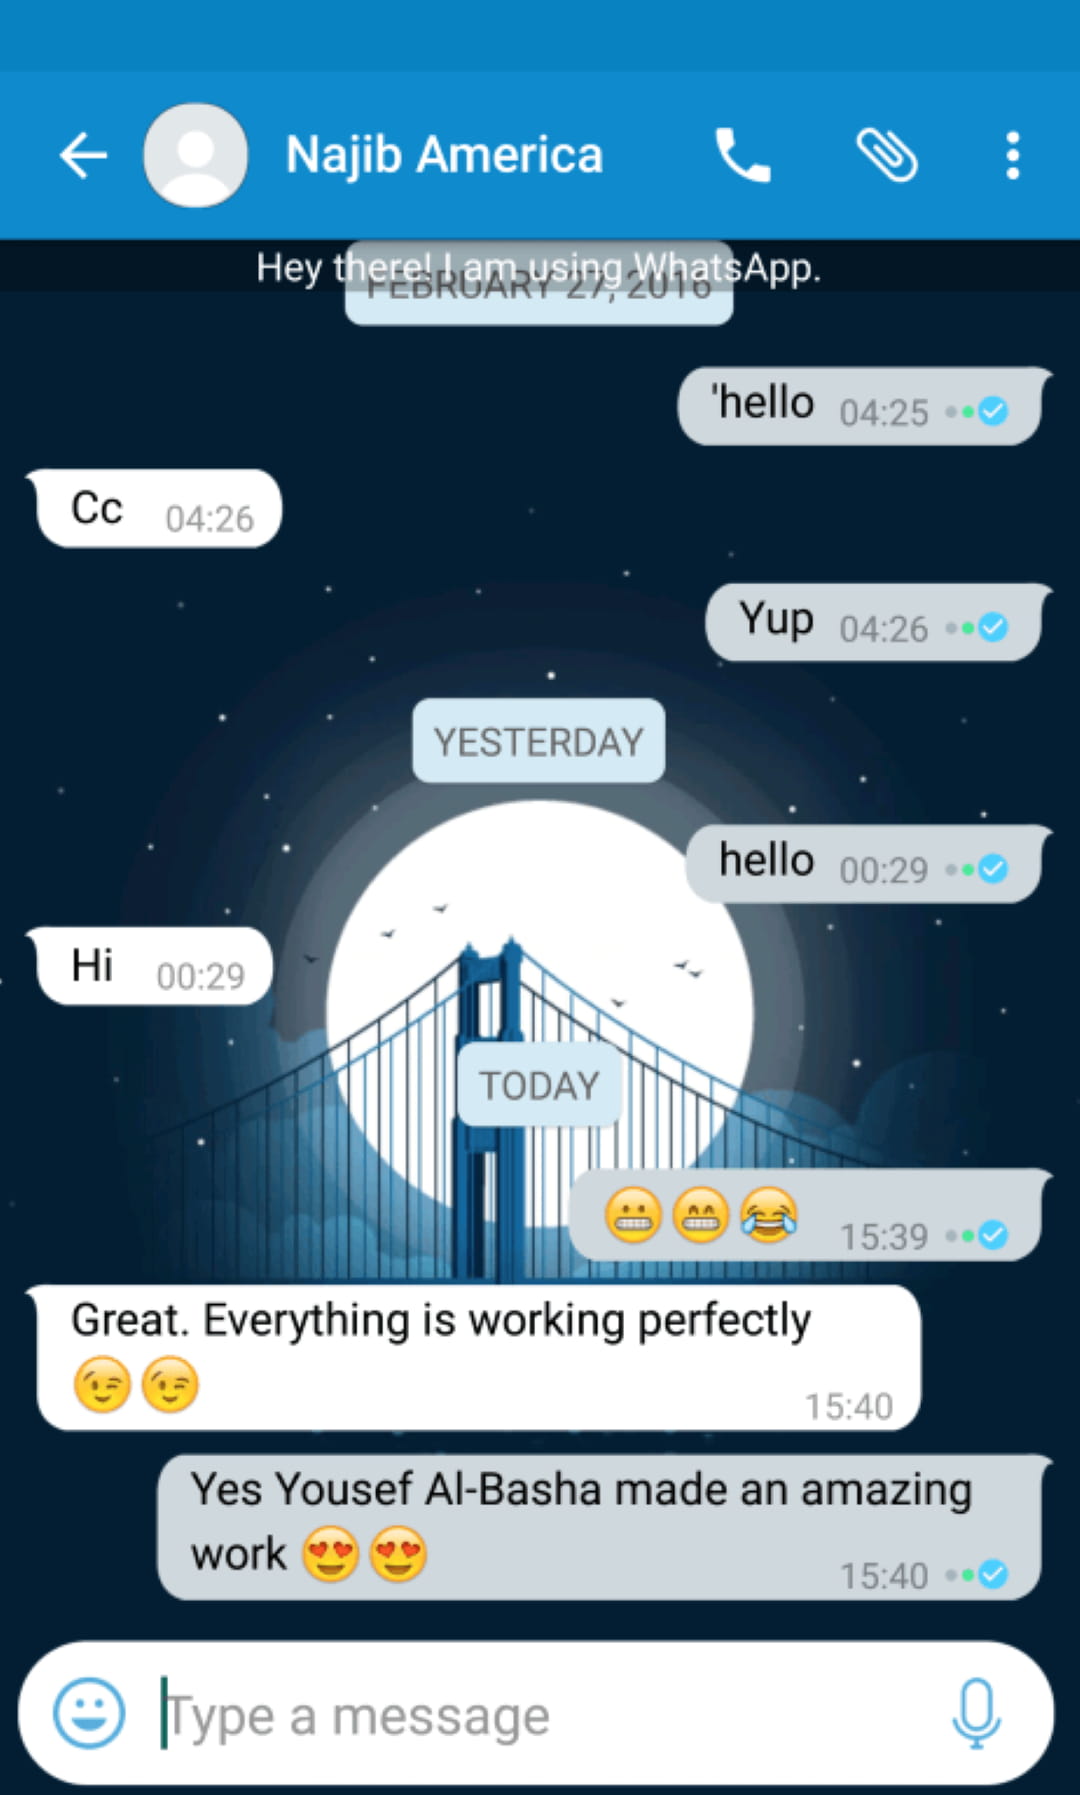 Najib America
Hey there! I am using WhatsApp.
FEBRUARY 27, 2016
'hello 04:25
Cc 04:26
Yup 04:26
YESTERDAY
hello 00:29
Hi 00:29
TODAY
😬😁😂 15:39
Great. Everything is working perfectly
😉😉 15:40
Yes Yousef Al-Basha made an amazing
work 😍😍 15:40
Type a message